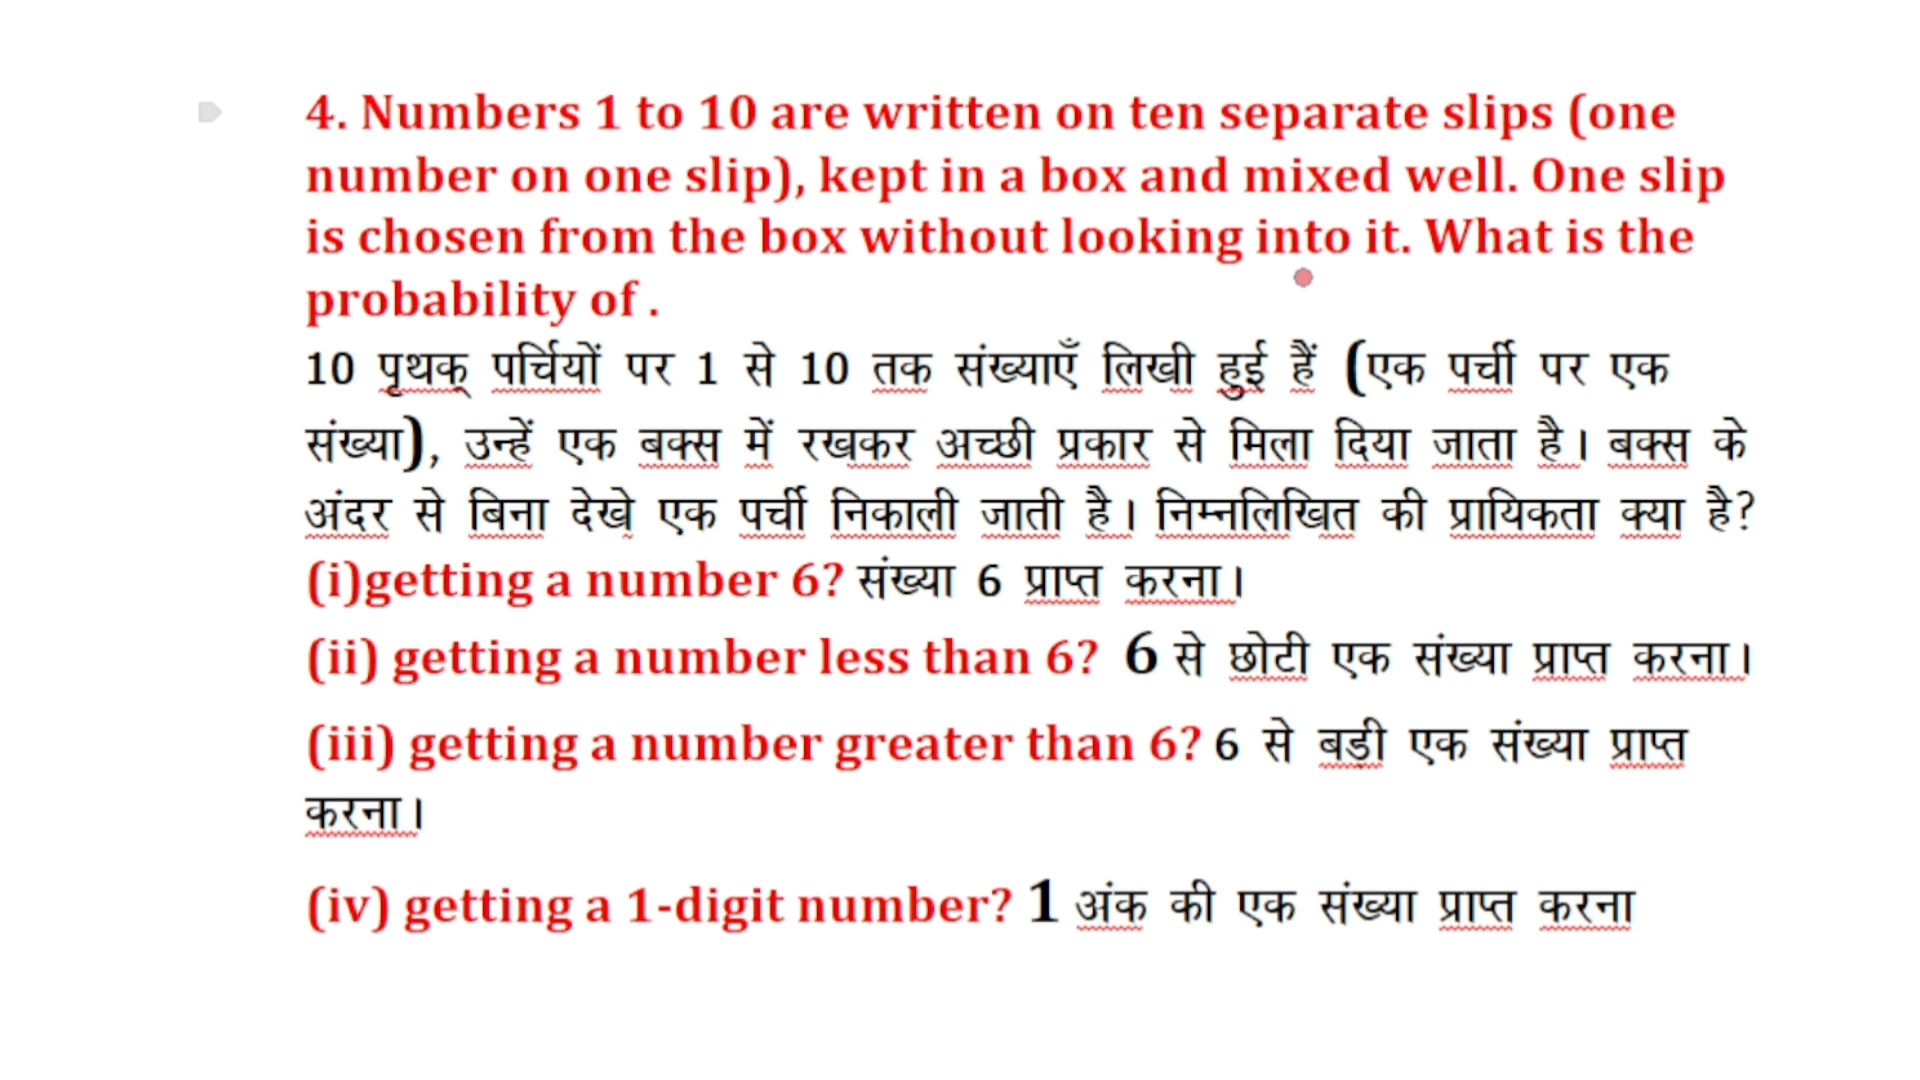 4. Numbers 1 to 10 are written on ten separate slips (one
number on one slip), kept in a box and mixed well. One slip
is chosen from the box without looking into it. What is the
probability of .
10 पृथक् पर्चियों पर 1 से 10 तक संख्याएँ लिखी हुई हैं (एक पर्ची पर एक
संख्या), उन्हें एक बक्स में रखकर अच्छी प्रकार से मिला दिया जाता है। बक्स के
अंदर से बिना देखे एक पर्ची निकाली जाती है। निम्नलिखित की प्रायिकता क्या है?
(i)getting a number 6? संख्या 6 प्राप्त करना।
(ii) getting a number less than 6? 6 से छोटी एक संख्या प्राप्त करना।
(iii) getting a number greater than 6? 6 से बड़ी एक संख्या प्राप्त
करना।
(iv) getting a 1-digit number? 1 अंक की एक संख्या प्राप्त करना